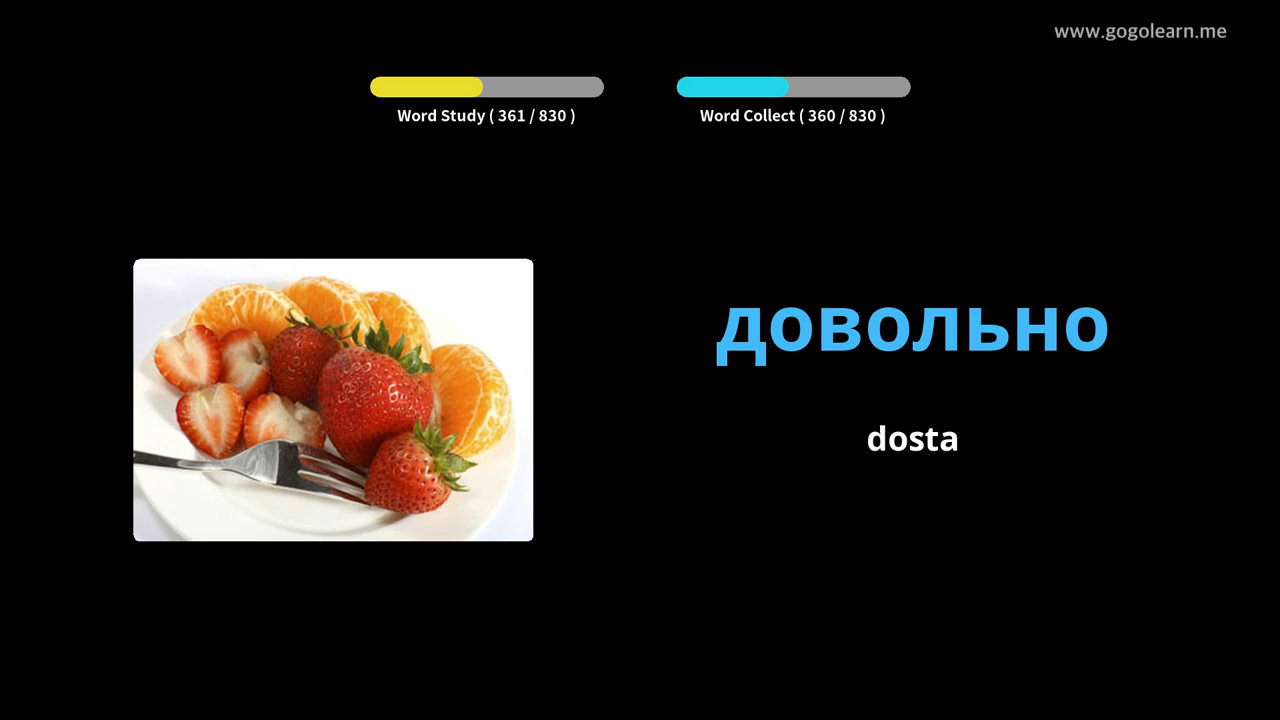 www.gogolearn.me
Word Study ( 361 / 830 )
Word Collect ( 360 / 830 )
довольно
dosta